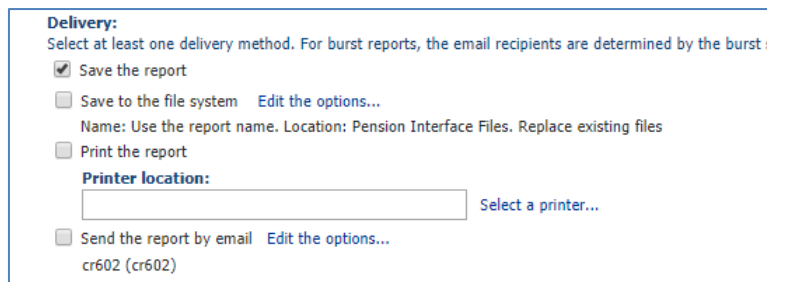 Delivery:
Select at least one delivery method. For burst reports, the email recipients are determined by the burst
Save the report
Save to the file system Edit the options...
Name: Use the report name. Location: Pension Interface Files. Replace existing files
Print the report
Printer location:
Select a printer...
Send the report by email Edit the options...
cr602 (cr602)